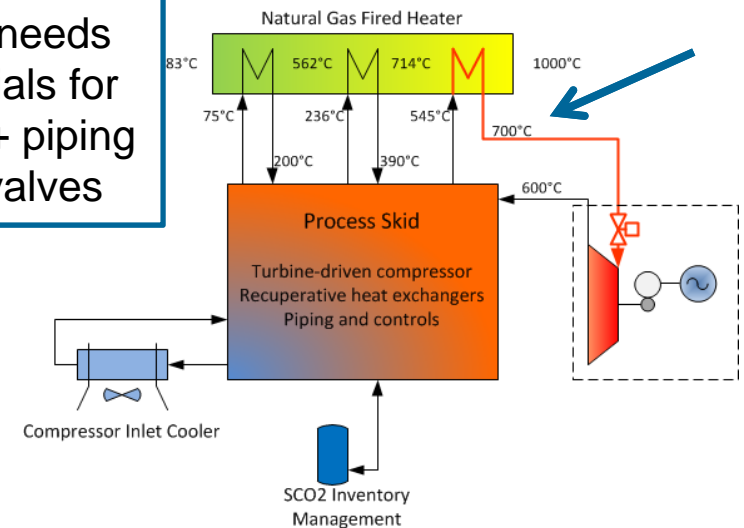 needs
als for
+ piping
valves
Natural Gas Fired Heater
83°C
562°C
714°C
1000°C
75°C
236°C
545°C
700°C
200°C
390°C
600°C
Process Skid
Turbine-driven compressor
Recuperative heat exchangers
Piping and controls
Compressor Inlet Cooler
SCO2 Inventory
Management